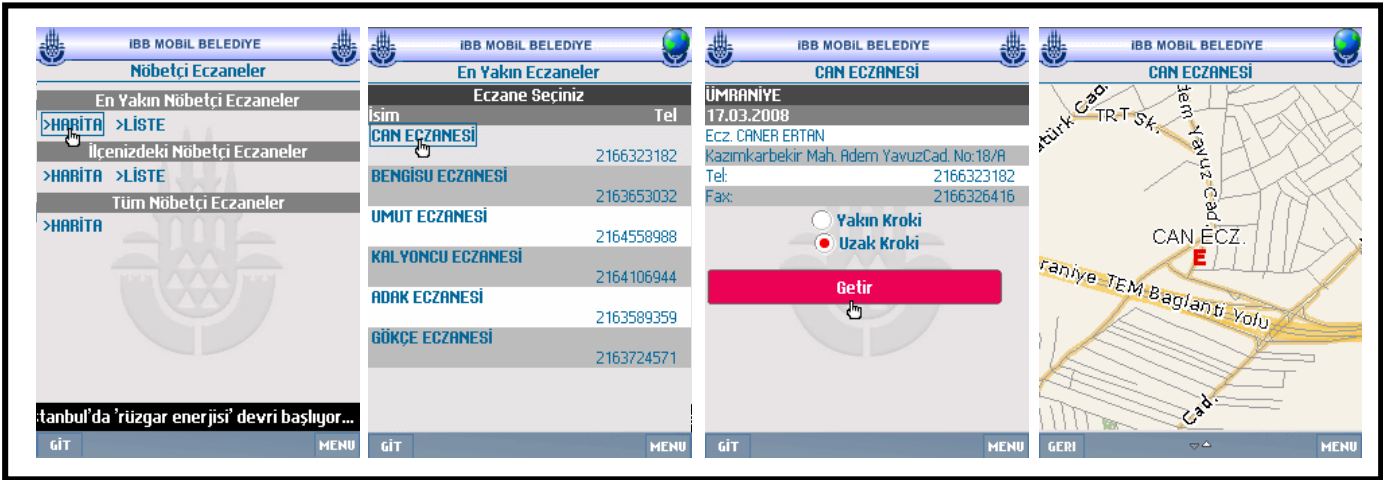 İBB MOBİL BELEDİYE
Nöbetçi Eczaneler
En Yakın Nöbetçi Eczaneler
>HARİTA >LİSTE
İlçenizdeki Nöbetçi Eczaneler
>HARİTA >LİSTE
Tüm Nöbetçi Eczaneler
>HARİTA
tanbul'da 'rüzgar enerjisi' devri başlıyor...
GİT MENU
İBB MOBİL BELEDİYE
En Yakın Eczaneler
Eczane Seçiniz
İsim Tel
CAN ECZANESİ
2166323182
BENGİSU ECZANESİ
2163653032
UMUT ECZANESİ
2164558988
KALYONCU ECZANESİ
2164106944
ADAK ECZANESİ
2163589359
GÖKÇE ECZANESİ
2163724571
GİT MENU
İBB MOBİL BELEDİYE
CAN ECZANESİ
ÜMRANİYE
17.03.2008
Ecz. CANER ERTAN
Kazımkarbekir Mah. Adem YavuzCad. No:18/A
Tel: 2166323182
Fax: 2166326416
Yakın Kroki
Uzak Kroki
Getir
GİT MENU
İBB MOBİL BELEDİYE
CAN ECZANESİ
atürk Cad.
TRT Sk.
dem Yavuz Cad.
CAN ECZ.
E
raniye TEM Baglanti Yolu
Cad.
GERI MENU